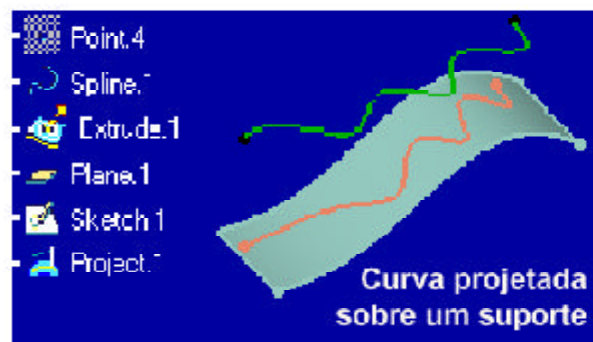 Point.4
Spline.1
Extrude.1
Plane.1
Sketch.1
Project.1
Curva projetada
sobre um suporte